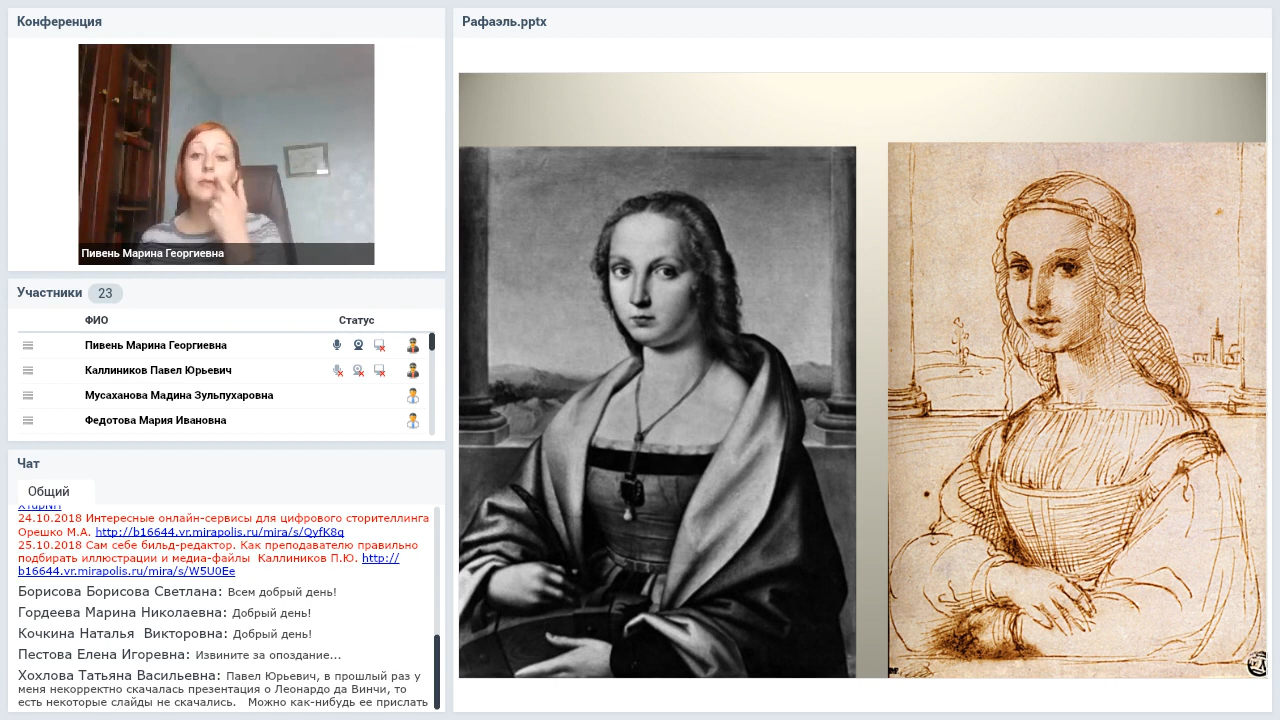 Конференция
Пивень Марина Георгиевна
Участники 23
ФИО Статус
Пивень Марина Георгиевна
Каллиников Павел Юрьевич
Мусаханова Мадина Зульпухаровна
Федотова Мария Ивановна
Чат
Общий
24.10.2018 Интересные онлайн-сервисы для цифрового сторителлинга
Орешко М.А. http://b16644.vr.mirapolis.ru/mira/s/QyfK8q
25.10.2018 Сам себе бильд-редактор. Как преподавателю правильно
подбирать иллюстрации и медиа-файлы Каллиников П.Ю. http://
b16644.vr.mirapolis.ru/mira/s/W5U0Ee
Борисова Борисова Светлана: Всем добрый день!
Гордеева Марина Николаевна: Добрый день!
Кочкина Наталья Викторовна: Добрый день!
Пестова Елена Игоревна: Извините за опоздание...
Хохлова Татьяна Васильевна: Павел Юрьевич, в прошлый раз у
меня некорректно скачалась презентация о Леонардо да Винчи, то
есть некоторые слайды не скачались. Можно как-нибудь ее прислать
Рафаэль.pptx